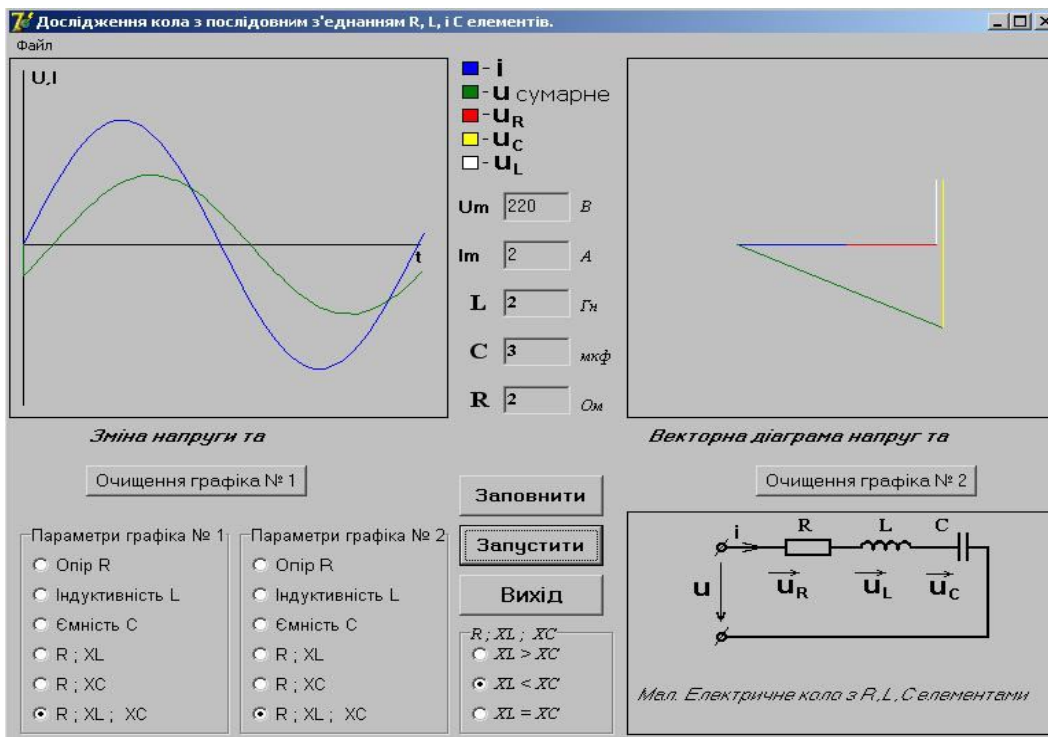 Дослідження кола з послідовним з'еднанням R, L, і C елементів.
Файл
U,I
t
- i
- u сумарне
- uR
- uC
- uL
Um 220 В
Im 2 А
L 2 Гн
C 3 мкф
R 2 Ом
Зміна напруги та
Векторна діаграма напруг та
Очищення графіка № 1
Очищення графіка № 2
Заповнити
Запустити
Вихід
Параметри графіка № 1
Опір R
Індуктивність L
Ємність C
R ; XL
R ; XC
R ; XL ; XC
Параметри графіка № 2
Опір R
Індуктивність L
Ємність C
R ; XL
R ; XC
R ; XL ; XC
R ; XL ; XC
XL > XC
XL < XC
XL = XC
i R L C
u uR uL uC
Мал. Електричне коло з R, L, C елементами